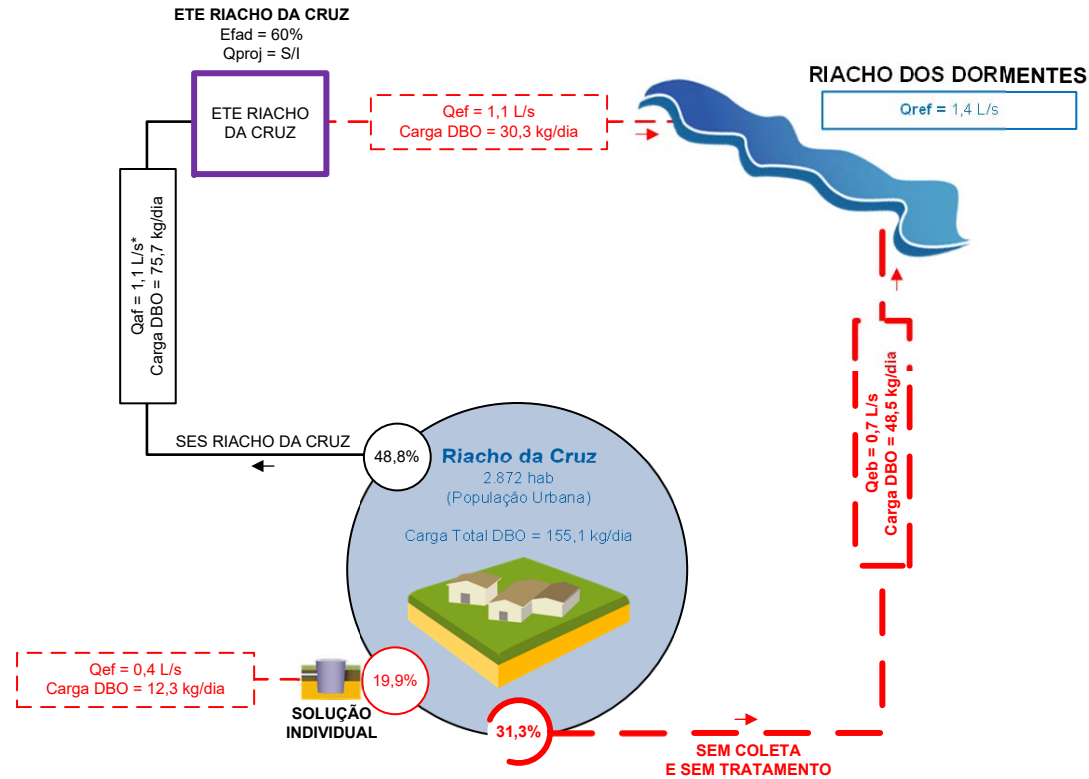 ETE RIACHO DA CRUZ
Efad = 60%
Qproj = S/I
ETE RIACHO
DA CRUZ
Qef = 1,1 L/s
Carga DBO = 30,3 kg/dia
RIACHO DOS DORMENTES
Qref = 1,4 L/s
Qaf = 1,1 L/s*
Carga DBO = 75,7 kg/dia
Qeb = 0,7 L/s
Carga DBO = 48,5 kg/dia
SES RIACHO DA CRUZ
48,8%
Riacho da Cruz
2.872 hab
(População Urbana)
Carga Total DBO = 155,1 kg/dia
Qef = 0,4 L/s
Carga DBO = 12,3 kg/dia
19,9%
SOLUÇÃO
INDIVIDUAL
31,3%
SEM COLETA
E SEM TRATAMENTO